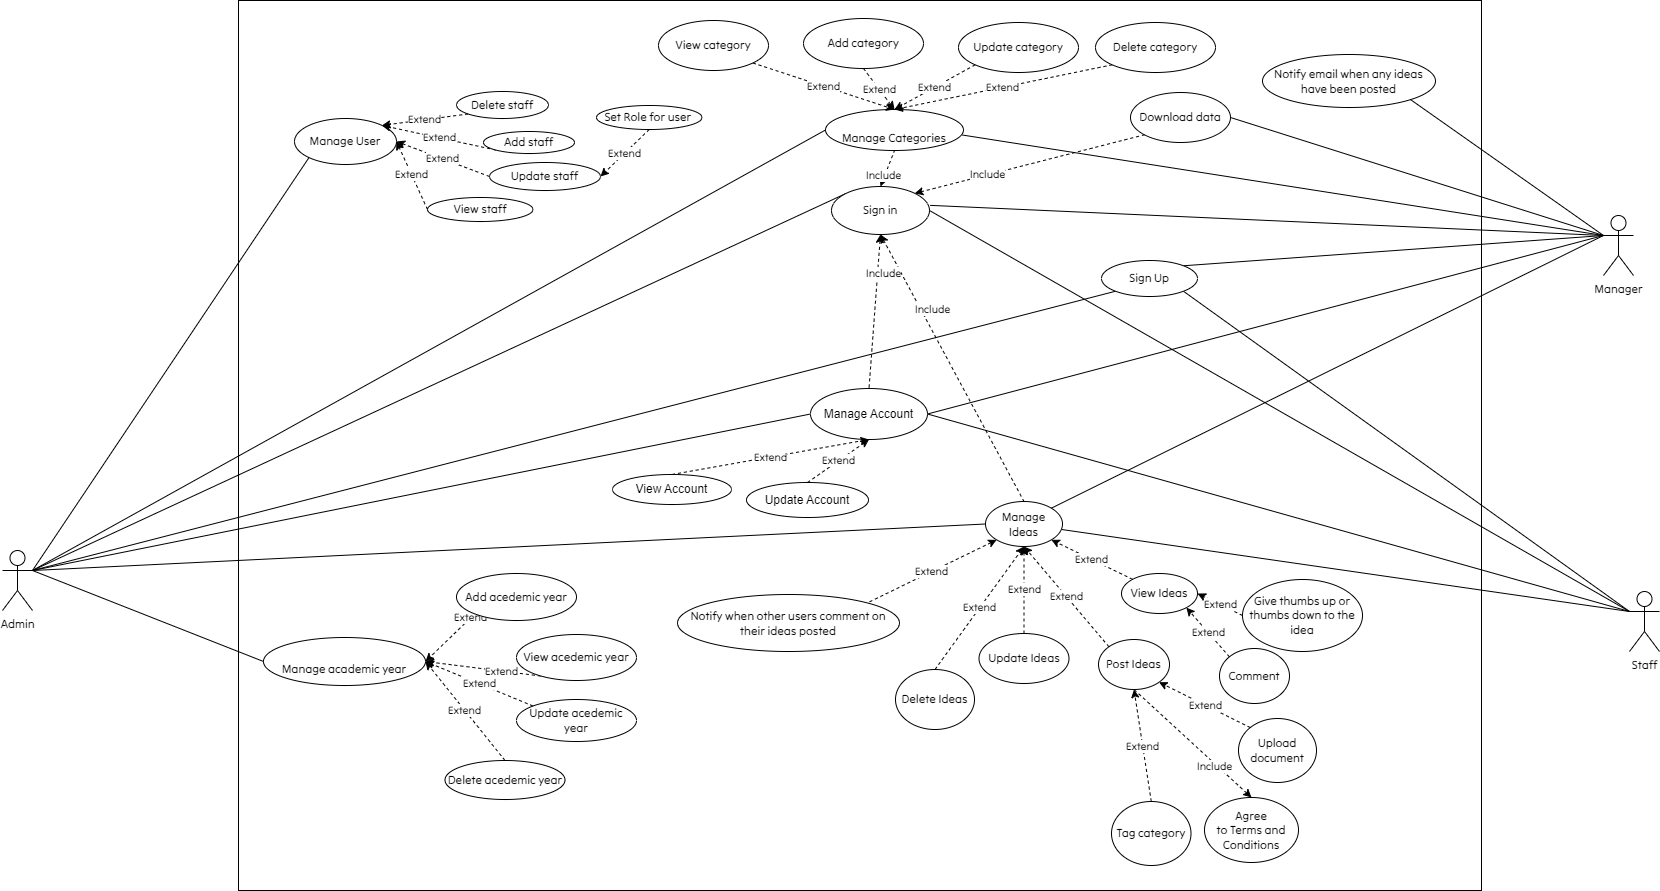 View category
Add category
Update category
Delete category
Notify email when any ideas
have been posted
Extend
Extend
Extend
Extend
Delete staff
Set Role for user
Download data
Extend
Manage User
Extend
Add staff
Manage Categories
Extend
Extend
Update staff
Extend
Include
Include
View staff
Sign in
Sign Up
Manager
Include
Include
Manage Account
Extend
Extend
View Account
Update Account
Manage
Ideas
Admin
Extend
Extend
Extend
Extend
Extend
Add acedemic year
View Ideas
Extend
Give thumbs up or
thumbs down to the
idea
Extend
Notify when other users comment on
their ideas posted
Extend
Staff
View acedemic year
Update Ideas
Post Ideas
Manage academic year
Extend
Comment
Extend
Delete Ideas
Extend
Extend
Update acedemic
year
Extend
Upload
document
Include
Delete acedemic year
Tag category
Agree
to Terms and
Conditions